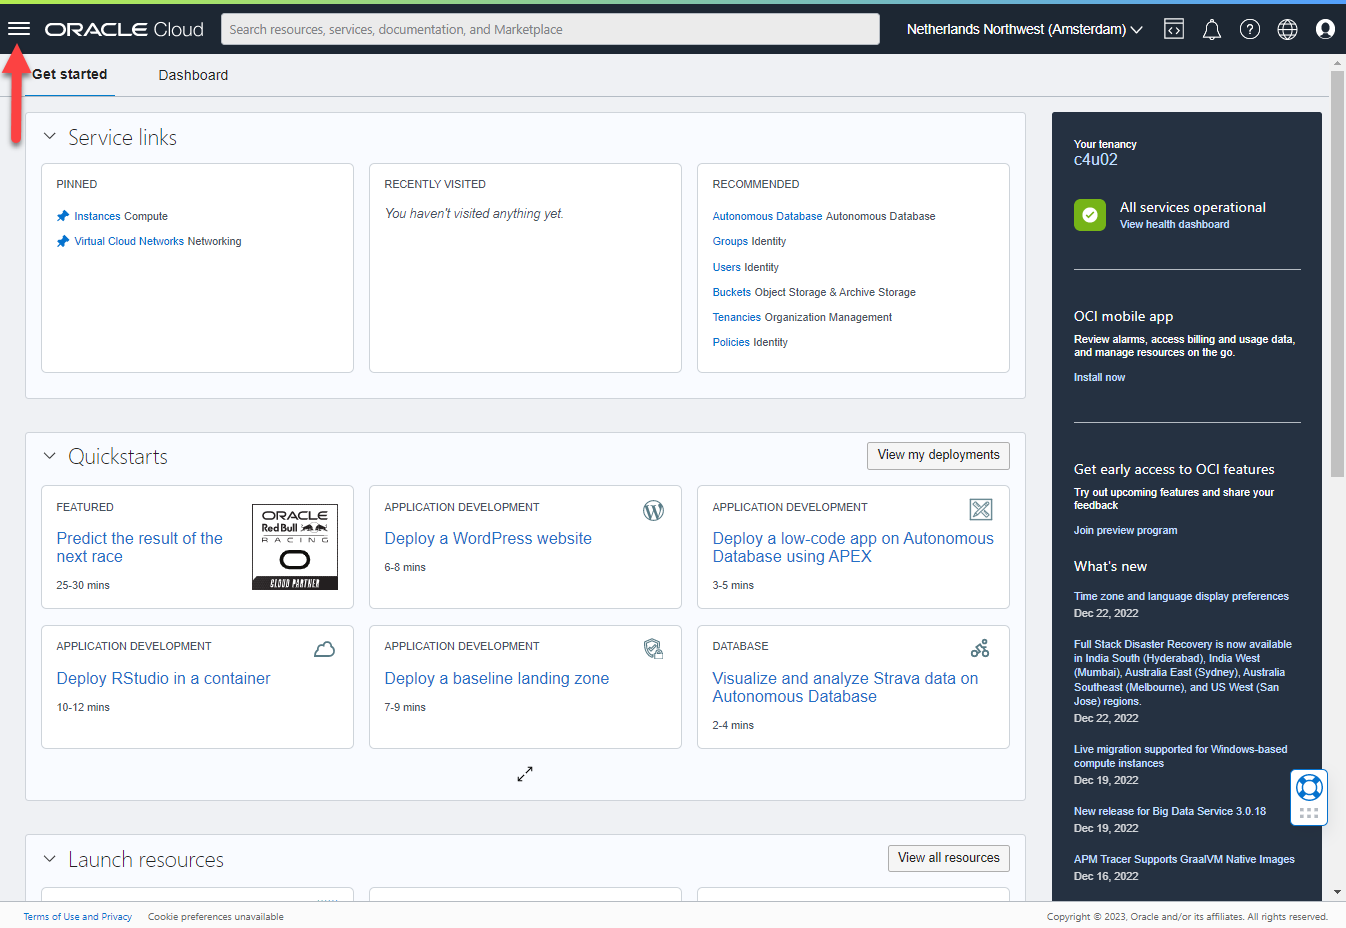 ORACLE Cloud
Search resources, services, documentation, and Marketplace
Netherlands Northwest (Amsterdam)
Get started
Dashboard
Service links
PINNED
Instances Compute
Virtual Cloud Networks Networking
RECENTLY VISITED
You haven't visited anything yet.
RECOMMENDED
Autonomous Database Autonomous Database
Groups Identity
Users Identity
Buckets Object Storage & Archive Storage
Tenancies Organization Management
Policies Identity
Quickstarts
View my deployments
FEATURED
Predict the result of the
next race
25-30 mins
ORACLE
Red Bull
RACING
CLOUD PARTNER
APPLICATION DEVELOPMENT
Deploy a WordPress website
6-8 mins
APPLICATION DEVELOPMENT
Deploy a low-code app on Autonomous
Database using APEX
3-5 mins
APPLICATION DEVELOPMENT
Deploy RStudio in a container
10-12 mins
APPLICATION DEVELOPMENT
Deploy a baseline landing zone
7-9 mins
DATABASE
Visualize and analyze Strava data on
Autonomous Database
2-4 mins
Launch resources
View all resources
Your tenancy
c4u02
All services operational
View health dashboard
OCI mobile app
Review alarms, access billing and usage data,
and manage resources on the go.
Install now
Get early access to OCI features
Try out upcoming features and share your
feedback
Join preview program
What's new
Time zone and language display preferences
Dec 22, 2022
Full Stack Disaster Recovery is now available
in India South (Hyderabad), India West
(Mumbai), Australia East (Sydney), Australia
Southeast (Melbourne), and US West (San
Jose) regions.
Dec 22, 2022
Live migration supported for Windows-based
compute instances
Dec 19, 2022
New release for Big Data Service 3.0.18
Dec 19, 2022
APM Tracer Supports GraalVM Native Images
Dec 16, 2022
Terms of Use and Privacy
Cookie preferences unavailable
Copyright © 2023, Oracle and/or its affiliates. All rights reserved.